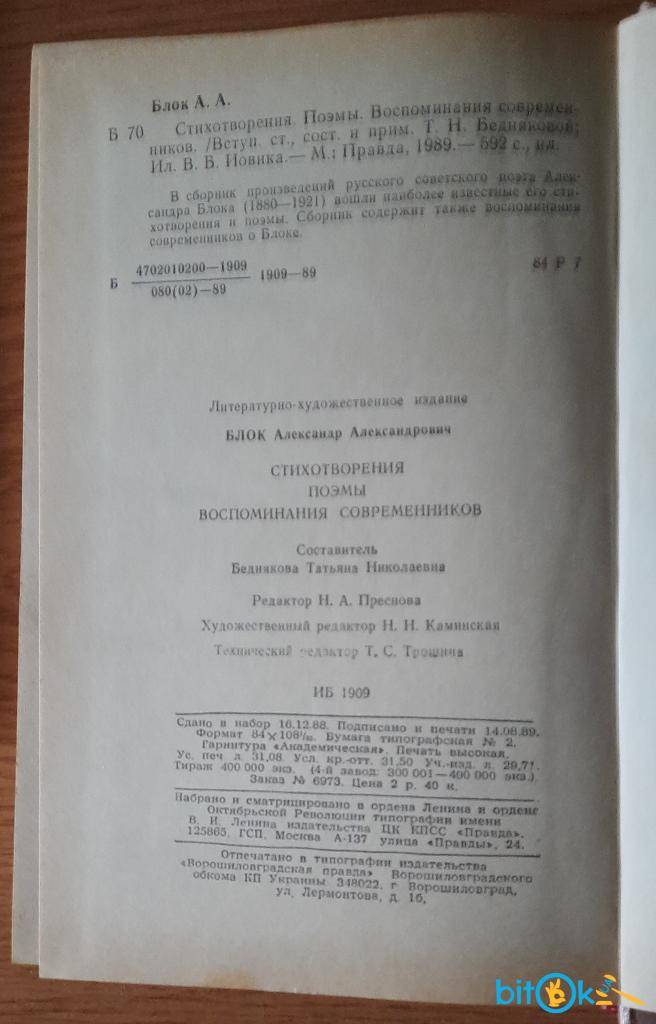 Блок А. А.
Б 70 Стихотворения. Поэмы. Воспоминания современ-
ников. /Вступ. ст., сост. и прим. Т. Н. Бедняковой;
Ил. В. В. Иовика.— М.: Правда, 1989.— 592 с., ил.
В сборник произведений русского советского поэта Алек-
сандра Блока (1880—1921) вошли наиболее известные его сти-
хотворения и поэмы. Сборник содержит также воспоминания
современников о Блоке.
Б 4702010200—1909
080(02)—89
1909—89
84 Р 7
Литературно-художественное издание
БЛОК Александр Александрович
СТИХОТВОРЕНИЯ
ПОЭМЫ
ВОСПОМИНАНИЯ СОВРЕМЕННИКОВ
Составитель
Беднякова Татьяна Николаевна
Редактор Н. А. Преснова
Художественный редактор Н. Н. Каминская
Технический редактор Т. С. Трошина
ИБ 1909
Сдано в набор 16.12.88. Подписано к печати 14.06.89.
Формат 84×108¹/₃₂. Бумага типографская № 2.
Гарнитура «Академическая». Печать высокая.
Ус. печ л. 31,08. Усл. кр.-отт. 31,50 Уч.-изд. л. 29,71.
Тираж 400 000 экз. (4-й завод: 300 001—400 000 экз.).
Заказ № 6973. Цена 2 р. 40 к.
Набрано и сматрицировано в ордена Ленина и ордена
Октябрьской Революции типографии имени
В. И. Ленина издательства ЦК КПСС «Правда».
125865, ГСП, Москва А-137 улица «Правды», 24.
Отпечатано в типографии издательства
«Ворошиловградская правда» Ворошиловградского
обкома КП Украины 348022, г Ворошиловград,
ул. Лермонтова, д. 1б,
bitOk
UA